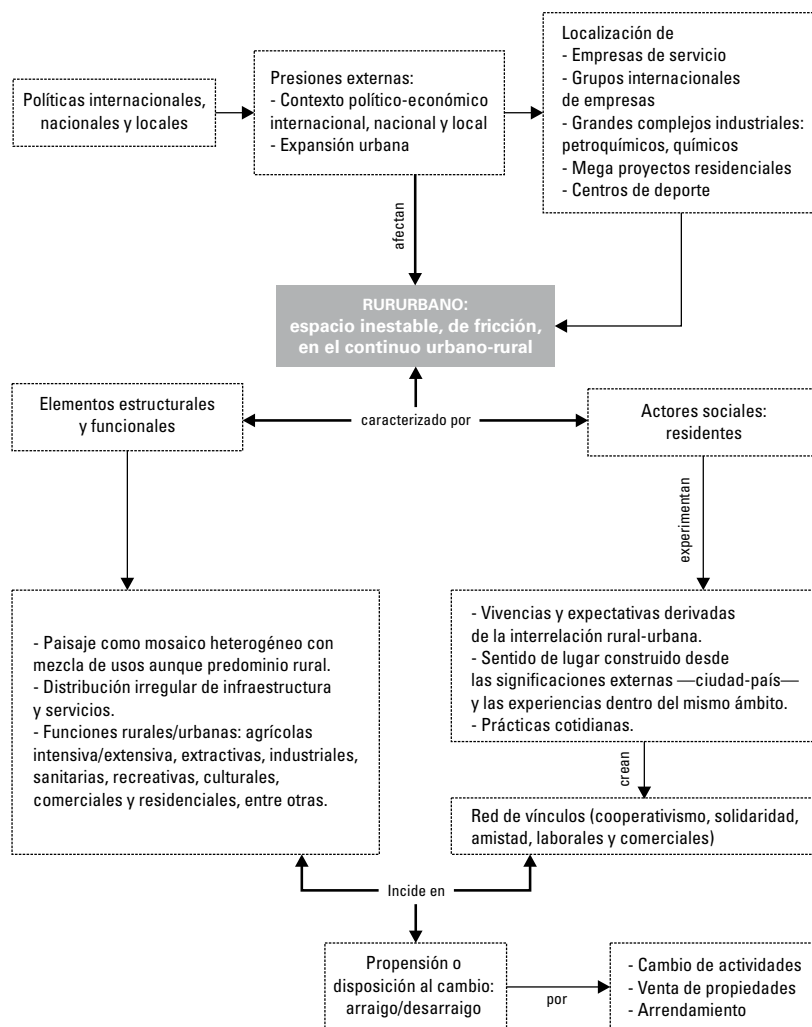 Políticas internacionales,
nacionales y locales
Presiones externas:
- Contexto político-económico
internacional, nacional y local
- Expansión urbana
Localización de
- Empresas de servicio
- Grupos internacionales
de empresas
- Grandes complejos industriales:
petroquímicos, químicos
- Mega proyectos residenciales
- Centros de deporte
afectan
RURURBANO:
espacio inestable, de fricción,
en el continuo urbano-rural
Elementos estructurales
y funcionales
caracterizado por
Actores sociales:
residentes
experimentan
- Paisaje como mosaico heterogéneo con
mezcla de usos aunque predominio rural.
- Distribución irregular de infraestructura
y servicios.
- Funciones rurales/urbanas: agrícolas
intensiva/extensiva, extractivas, industriales,
sanitarias, recreativas, culturales,
comerciales y residenciales, entre otras.
- Vivencias y expectativas derivadas
de la interrelación rural-urbana.
- Sentido de lugar construido desde
las significaciones externas —ciudad-país—
y las experiencias dentro del mismo ámbito.
- Prácticas cotidianas.
crean
Red de vínculos (cooperativismo, solidaridad,
amistad, laborales y comerciales)
Incide en
Propensión o
disposición al cambio:
arraigo/desarraigo
por
- Cambio de actividades
- Venta de propiedades
- Arrendamiento